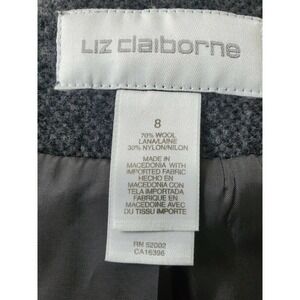 Liz claiborne
8
70% WOOL
LANA/LAINE
30% NYLON/NILON
MADE IN
MACEDONIA WITH
IMPORTED FABRIC
HECHO EN
MACEDONIA CON
TELA IMPORTADA
FABRIQUE EN
MACEDOINE AVEC
DU TISSU IMPORTE
RN 52002
CA16396